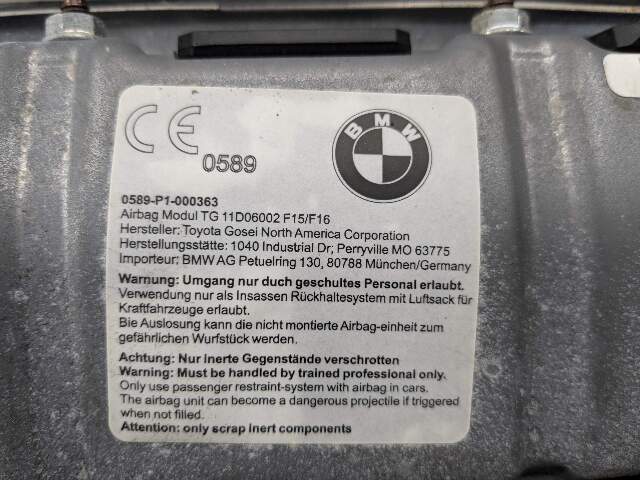 CE 0589
BMW
0589-P1-000363
Airbag Modul TG 11D06002 F15/F16
Hersteller: Toyota Gosei North America Corporation
Herstellungsstätte: 1040 Industrial Dr; Perryville MO 63775
Importeur: BMW AG Petuelring 130, 80788 München/Germany
Warnung: Umgang nur duch geschultes Personal erlaubt.
Verwendung nur als Insassen Rückhaltesystem mit Luftsack für
Kraftfahrzeuge erlaubt.
Bie Auslosung kann die nicht montierte Airbag-einheit zum
gefährlichen Wurfstück werden.
Achtung: Nur inerte Gegenstände verschrotten
Warning: Must be handled by trained professional only.
Only use passenger restraint-system with airbag in cars.
The airbag unit can become a dangerous projectile if triggered
when not filled.
Attention: only scrap inert components